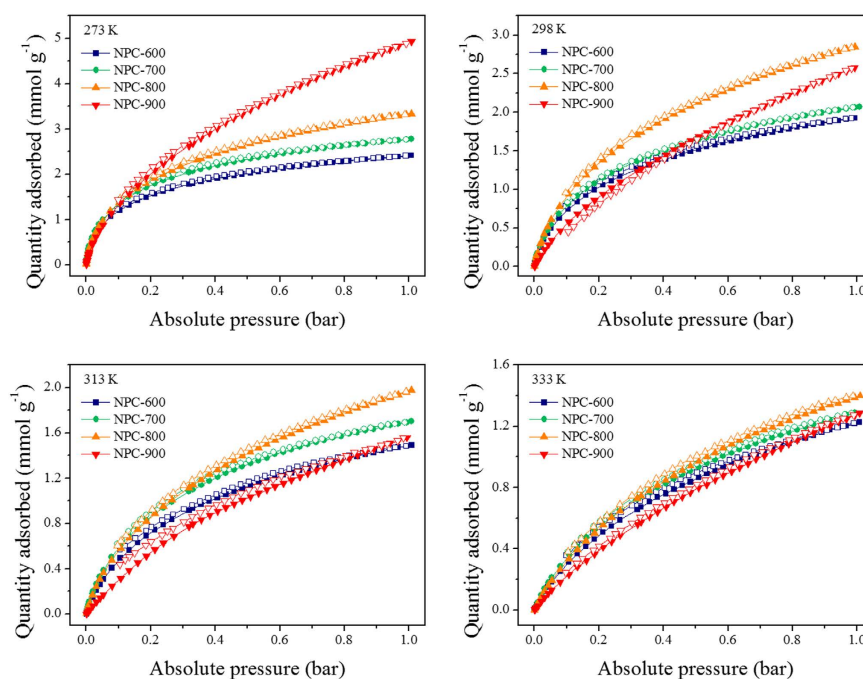 273 K
NPC-600
NPC-700
NPC-800
NPC-900
Quantity adsorbed (mmol g⁻¹)
5
4
3
2
1
0
0.0 0.2 0.4 0.6 0.8 1.0
Absolute pressure (bar)
298 K
NPC-600
NPC-700
NPC-800
NPC-900
Quantity adsorbed (mmol g⁻¹)
3.0
2.5
2.0
1.5
1.0
0.5
0.0
0.0 0.2 0.4 0.6 0.8 1.0
Absolute pressure (bar)
313 K
NPC-600
NPC-700
NPC-800
NPC-900
Quantity adsorbed (mmol g⁻¹)
2.0
1.6
1.2
0.8
0.4
0.0
0.0 0.2 0.4 0.6 0.8 1.0
Absolute pressure (bar)
333 K
NPC-600
NPC-700
NPC-800
NPC-900
Quantity adsorbed (mmol g⁻¹)
1.6
1.2
0.8
0.4
0.0
0.0 0.2 0.4 0.6 0.8 1.0
Absolute pressure (bar)